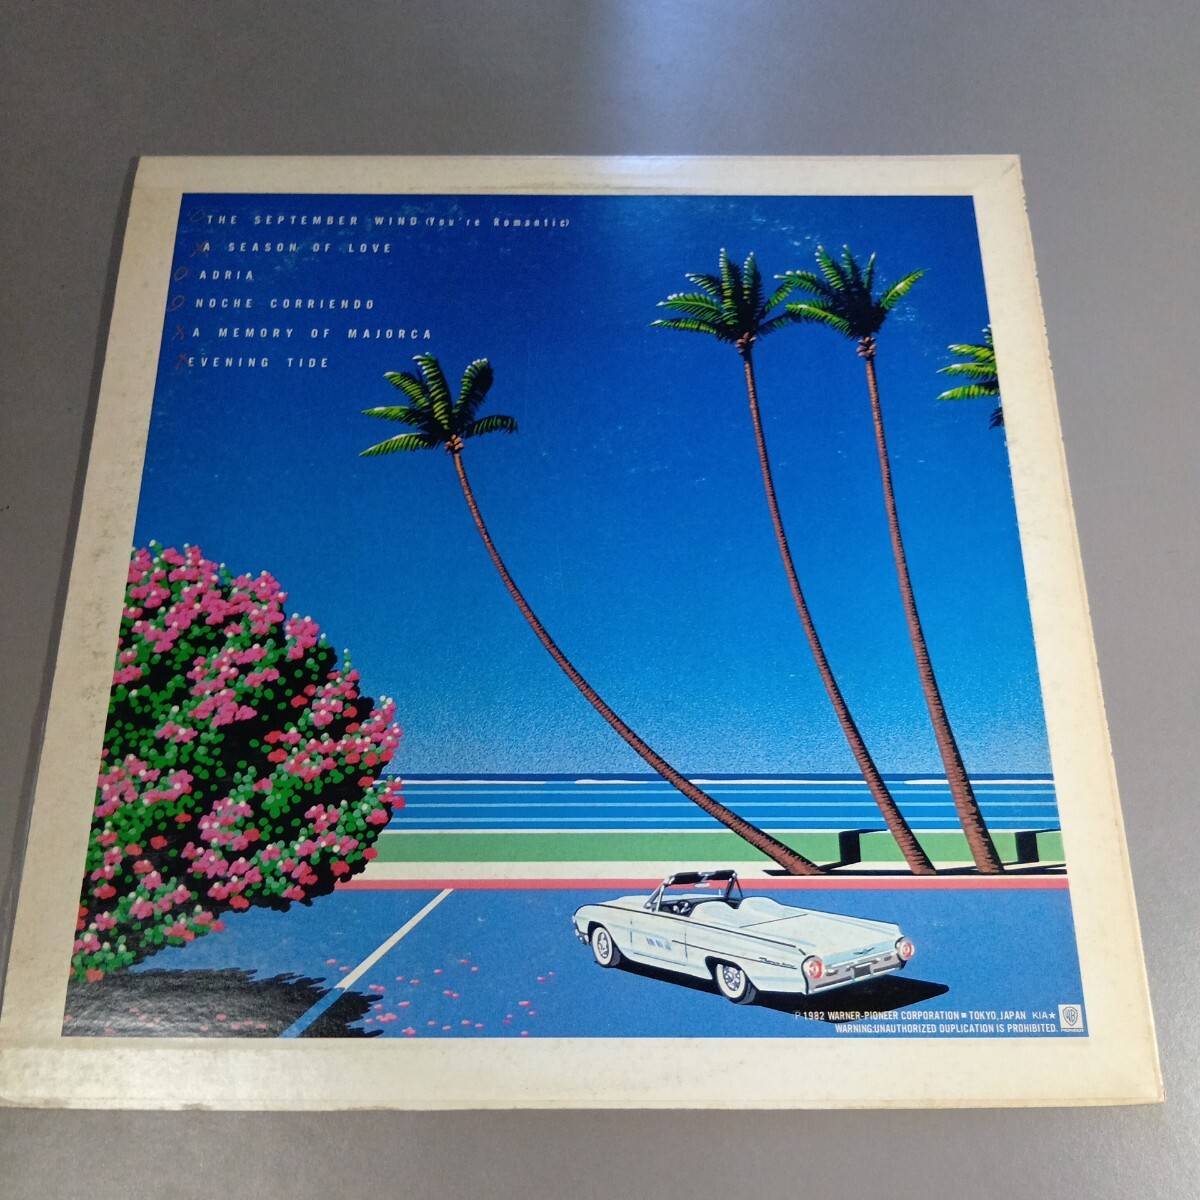 THE SEPTEMBER WIND (You're Romantic)
A SEASON OF LOVE
ADRIA
NOCHE CORRIENDO
A MEMORY OF MAJORCA
EVENING TIDE
℗ 1982 WARNER-PIONEER CORPORATION ■ TOKYO, JAPAN KIA★
WARNING:UNAUTHORIZED DUPLICATION IS PROHIBITED.
PIONEER